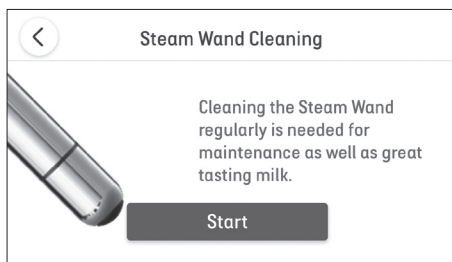 Steam Wand Cleaning
Cleaning the Steam Wand
regularly is needed for
maintenance as well as great
tasting milk.
Start